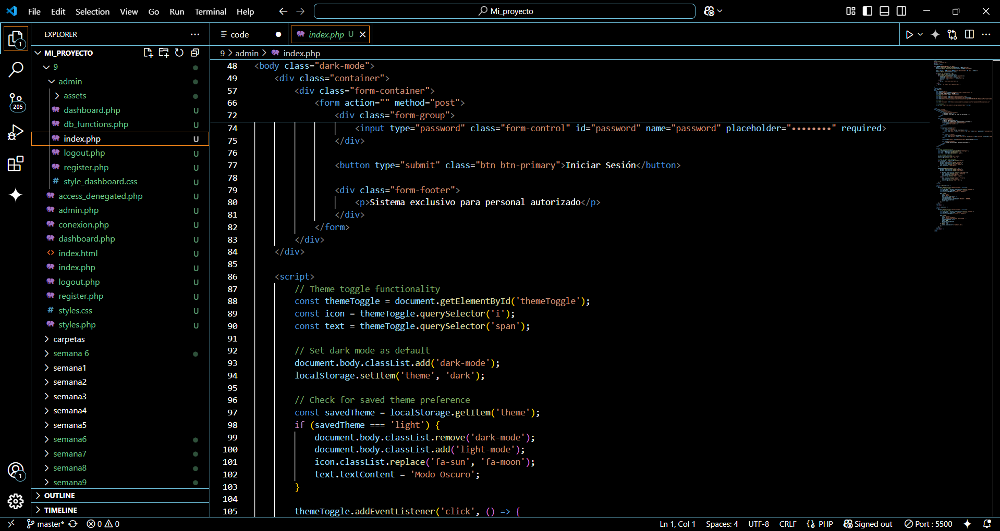 File Edit Selection View Go Run Terminal Help
Mi_proyecto
EXPLORER
MI_PROYECTO
9
admin
assets
dashboard.php U
db_functions.php U
index.php U
logout.php U
register.php U
# style_dashboard.css U
access_denegated.php U
admin.php U
conexion.php U
dashboard.php U
<> index.html U
index.php U
logout.php U
register.php U
# styles.css U
styles.php U
carpetas
semana 6
semana1
semana2
semana3
semana4
semana5
semana6
semana7
semana8
semana9
OUTLINE
TIMELINE
1
205
1
code
index.php U
9 > admin > index.php
48 <body class="dark-mode">
49 <div class="container">
57 <div class="form-container">
66 <form action="" method="post">
72 <div class="form-group">
74 <input type="password" class="form-control" id="password" name="password" placeholder="••••••••" required>
75 </div>
76
77 <button type="submit" class="btn btn-primary">Iniciar Sesión</button>
78
79 <div class="form-footer">
80 <p>Sistema exclusivo para personal autorizado</p>
81 </div>
82 </form>
83 </div>
84 </div>
85
86 <script>
87 // Theme toggle functionality
88 const themeToggle = document.getElementById('themeToggle');
89 const icon = themeToggle.querySelector('i');
90 const text = themeToggle.querySelector('span');
91
92 // Set dark mode as default
93 document.body.classList.add('dark-mode');
94 localStorage.setItem('theme', 'dark');
95
96 // Check for saved theme preference
97 const savedTheme = localStorage.getItem('theme');
98 if (savedTheme === 'light') {
99 document.body.classList.remove('dark-mode');
100 document.body.classList.add('light-mode');
101 icon.classList.replace('fa-sun', 'fa-moon');
102 text.textContent = 'Modo Oscuro';
103 }
104
105 themeToggle.addEventListener('click', () => {
master* 0 0 Ln 1, Col 1 Spaces: 4 UTF-8 CRLF {} PHP Signed out Port : 5500